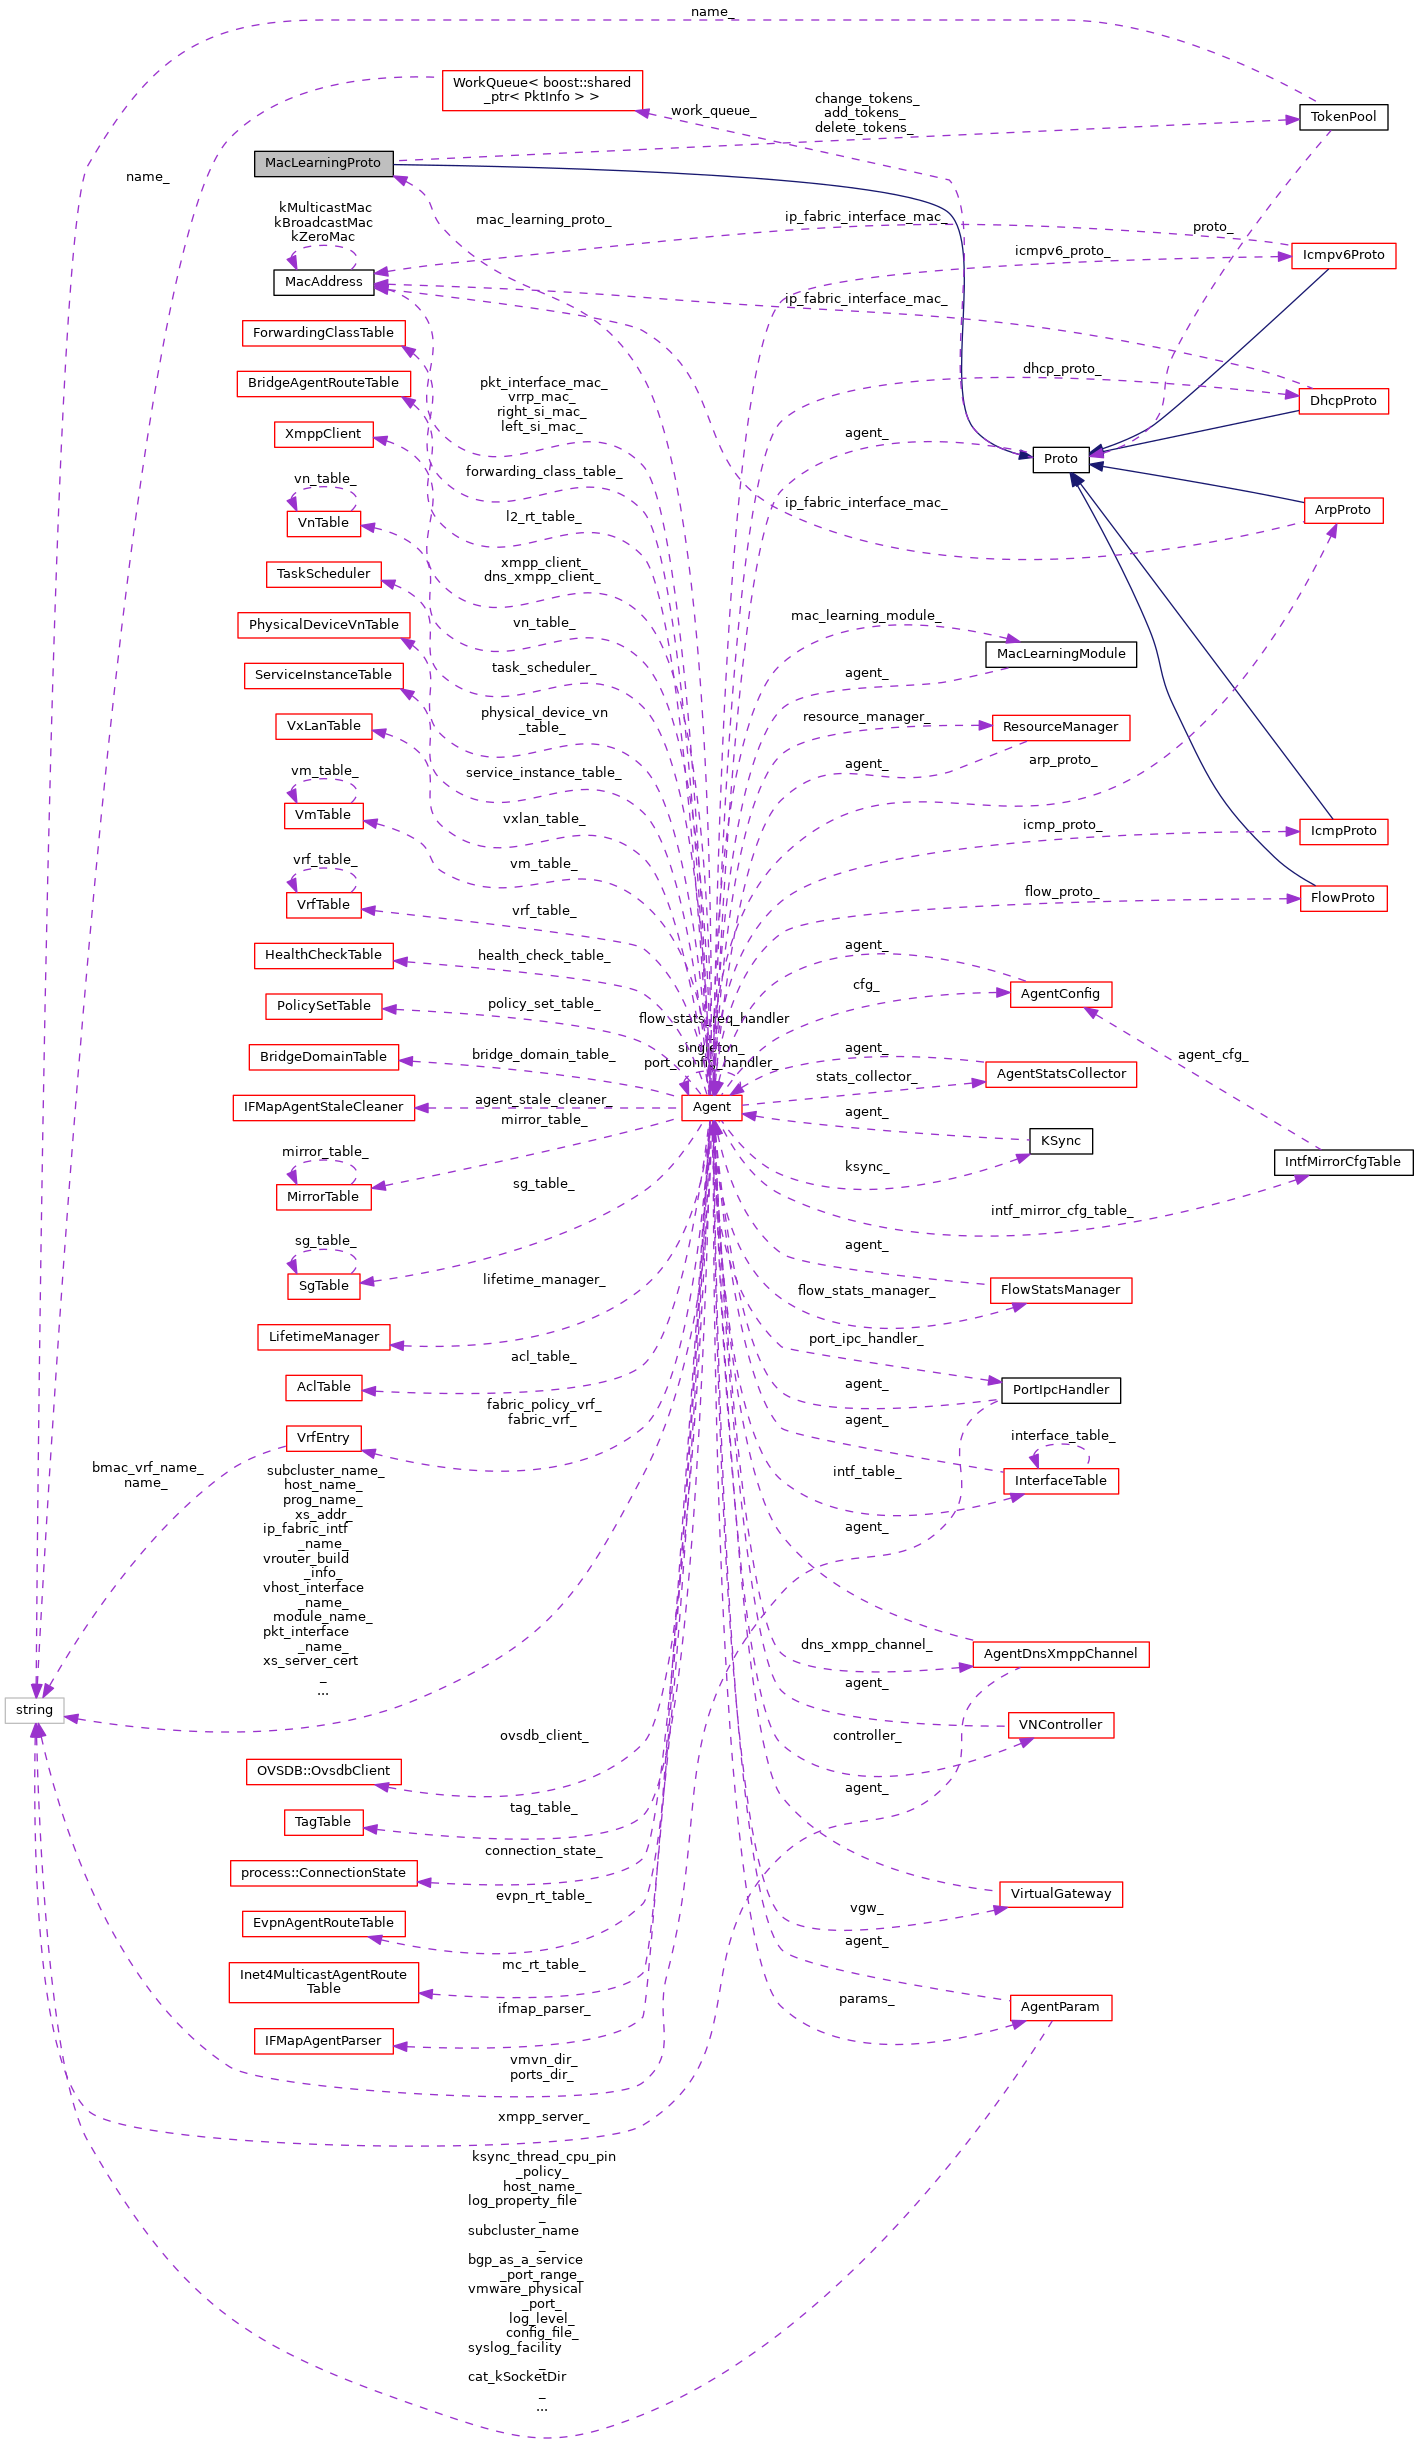 name_
WorkQueue< boost::shared
_ptr< PktInfo > >
change_tokens_
add_tokens_
delete_tokens_
work_queue_
TokenPool
MacLearningProto
name_
kMulticastMac
kBroadcastMac
kZeroMac
mac_learning_proto_
ip_fabric_interface_mac_
proto_
icmpv6_proto_
Icmpv6Proto
MacAddress
ip_fabric_interface_mac_
ForwardingClassTable
dhcp_proto_
BridgeAgentRouteTable
pkt_interface_mac_
vrrp_mac_
right_si_mac_
left_si_mac_
DhcpProto
XmppClient
agent_
Proto
forwarding_class_table_
vn_table_
ip_fabric_interface_mac_
ArpProto
l2_rt_table_
VnTable
xmpp_client_
dns_xmpp_client_
TaskScheduler
mac_learning_module_
vn_table_
PhysicalDeviceVnTable
MacLearningModule
task_scheduler_
agent_
ServiceInstanceTable
physical_device_vn
_table_
resource_manager_
VxLanTable
ResourceManager
arp_proto_
agent_
vm_table_
service_instance_table_
VmTable
vxlan_table_
icmp_proto_
IcmpProto
vrf_table_
vm_table_
flow_proto_
VrfTable
vrf_table_
FlowProto
HealthCheckTable
health_check_table_
agent_
cfg_
AgentConfig
PolicySetTable
policy_set_table_
flow_stats_req_handler
_
singleton_
port_config_handler_
BridgeDomainTable
bridge_domain_table_
agent_
agent_cfg_
stats_collector_
AgentStatsCollector
IFMapAgentStaleCleaner
agent_stale_cleaner_
mirror_table_
Agent
agent_
KSync
mirror_table_
ksync_
IntfMirrorCfgTable
MirrorTable
sg_table_
intf_mirror_cfg_table_
sg_table_
agent_
SgTable
lifetime_manager_
flow_stats_manager_
FlowStatsManager
LifetimeManager
port_ipc_handler_
acl_table_
AclTable
agent_
PortIpcHandler
fabric_policy_vrf_
fabric_vrf_
agent_
VrfEntry
interface_table_
bmac_vrf_name_
name_
intf_table_
InterfaceTable
subcluster_name_
host_name_
prog_name_
xs_addr_
ip_fabric_intf
_name_
vrouter_build
_info_
vhost_interface
_name_
module_name_
pkt_interface
_name_
xs_server_cert
_
...
agent_
dns_xmpp_channel_
AgentDnsXmppChannel
agent_
string
VNController
ovsdb_client_
controller_
OVSDB::OvsdbClient
agent_
tag_table_
TagTable
connection_state_
process::ConnectionState
evpn_rt_table_
VirtualGateway
vgw_
EvpnAgentRouteTable
agent_
mc_rt_table_
Inet4MulticastAgentRoute
Table
params_
AgentParam
ifmap_parser_
IFMapAgentParser
vmvn_dir_
ports_dir_
xmpp_server_
ksync_thread_cpu_pin
_policy_
host_name_
log_property_file
_
subcluster_name
_
bgp_as_a_service
_port_range_
vmware_physical
_port_
log_level_
config_file_
syslog_facility
_
cat_kSocketDir
_
...